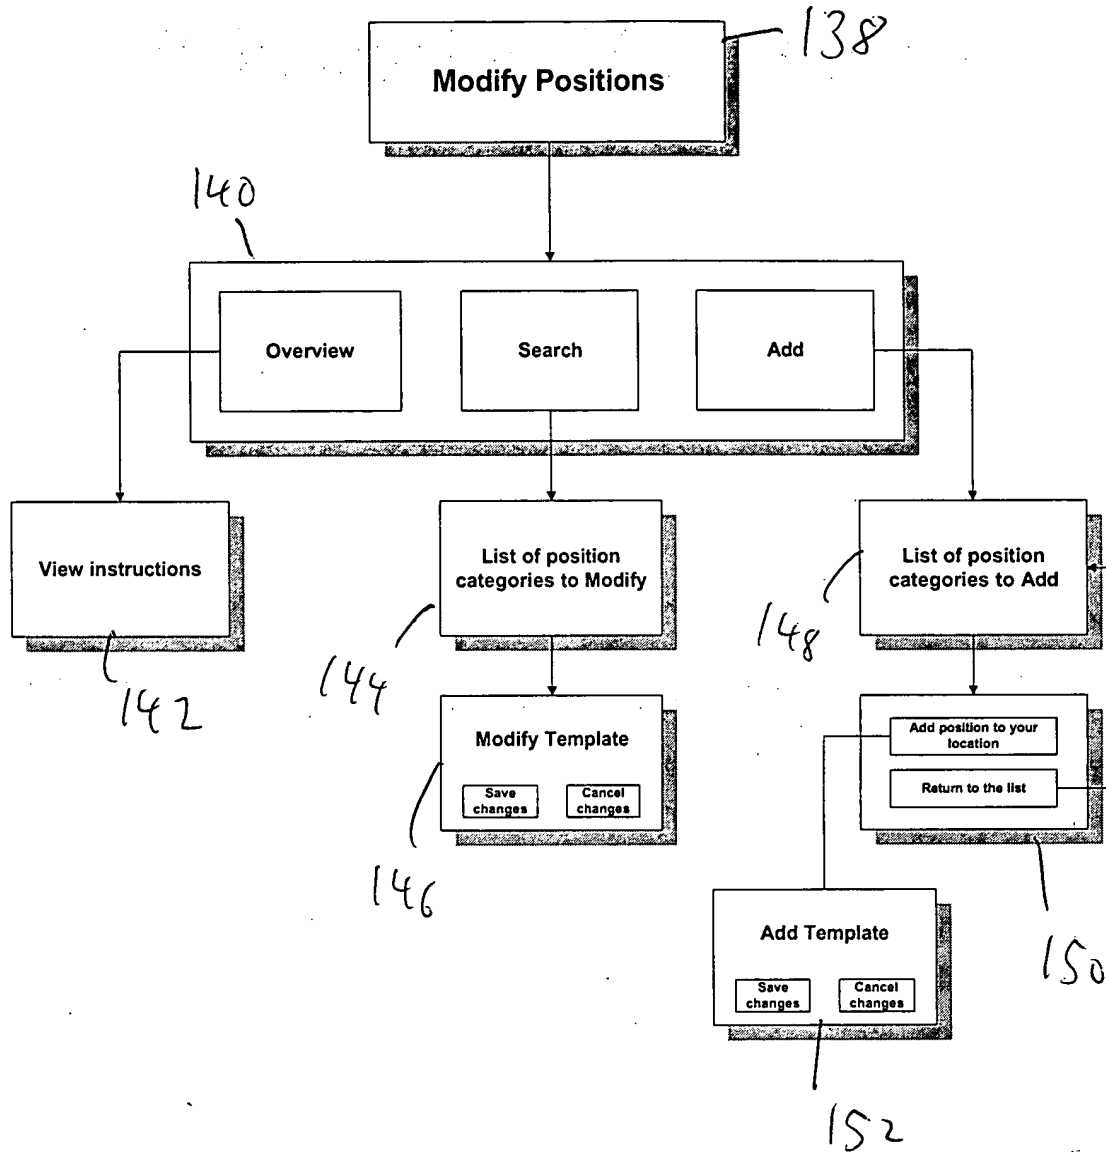 138
Modify Positions
140
Overview
Search
Add
View instructions
List of position
categories to Modify
List of position
categories to Add
142
144
148
Modify Template
Save
changes
Cancel
changes
Add position to your
location
Return to the list
146
150
Add Template
Save
changes
Cancel
changes
152